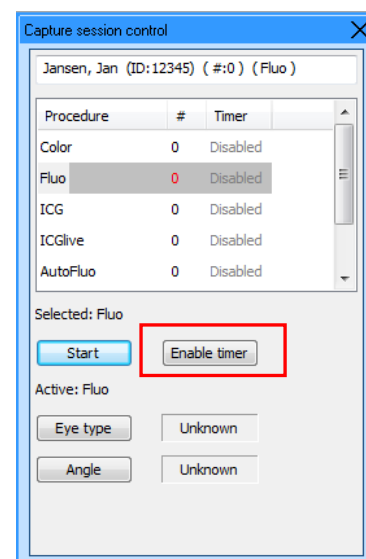 Capture session control
Jansen, Jan (ID:12345) ( #:0 ) ( Fluo )
Procedure # Timer
Color 0 Disabled
Fluo 0 Disabled
ICG 0 Disabled
ICGlive 0 Disabled
AutoFluo 0 Disabled
Selected: Fluo
Start Enable timer
Active: Fluo
Eye type Unknown
Angle Unknown